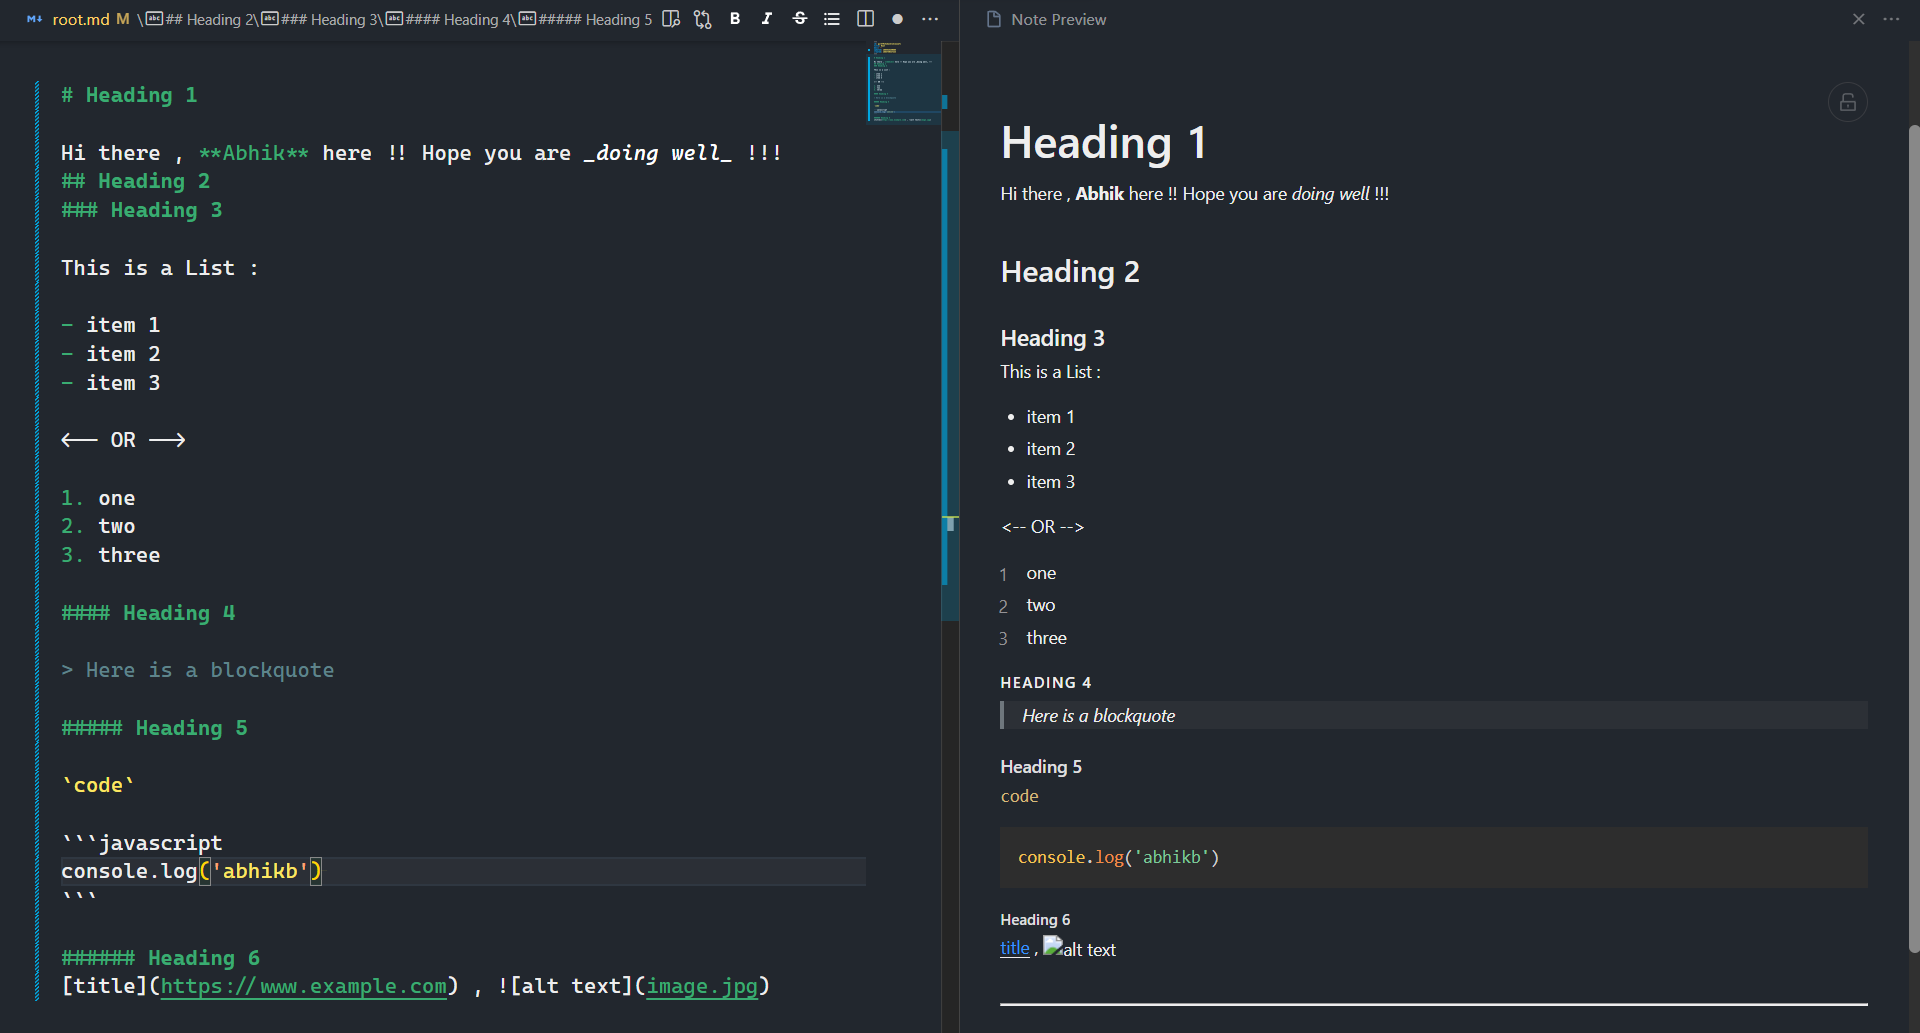 root.md M \ ## Heading 2\ ### Heading 3\ #### Heading 4\ ##### Heading 5
# Heading 1
Hi there , **Abhik** here !! Hope you are _doing well_ !!!
## Heading 2
### Heading 3
This is a List :
- item 1
- item 2
- item 3
<-- OR -->
1. one
2. two
3. three
#### Heading 4
> Here is a blockquote
##### Heading 5
`code`
```javascript
console.log('abhikb')
```
###### Heading 6
[title](https://www.example.com) , ![alt text](image.jpg)
Note Preview
Heading 1
Hi there , Abhik here !! Hope you are doing well !!!
Heading 2
Heading 3
This is a List :
• item 1
• item 2
• item 3
<-- OR -->
1 one
2 two
3 three
HEADING 4
Here is a blockquote
Heading 5
code
console.log('abhikb')
Heading 6
title , alt text